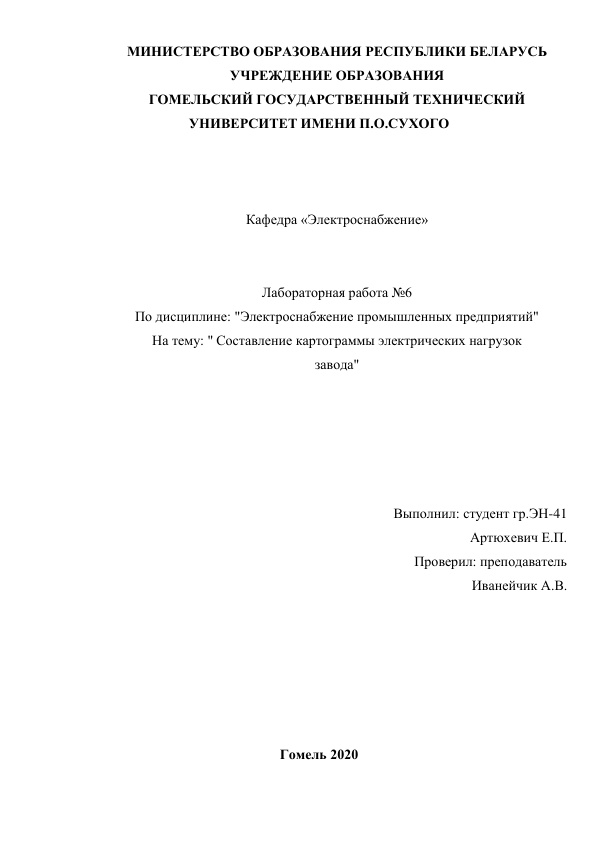 МИНИСТЕРСТВО ОБРАЗОВАНИЯ РЕСПУБЛИКИ БЕЛАРУСЬ
УЧРЕЖДЕНИЕ ОБРАЗОВАНИЯ
ГОМЕЛЬСКИЙ ГОСУДАРСТВЕННЫЙ ТЕХНИЧЕСКИЙ
УНИВЕРСИТЕТ ИМЕНИ П.О.СУХОГО
Кафедра «Электроснабжение»
Лабораторная работа №6
По дисциплине: "Электроснабжение промышленных предприятий"
На тему: " Составление картограммы электрических нагрузок
завода"
Выполнил: студент гр.ЭН-41
Артюхевич Е.П.
Проверил: преподаватель
Иванейчик А.В.
Гомель 2020